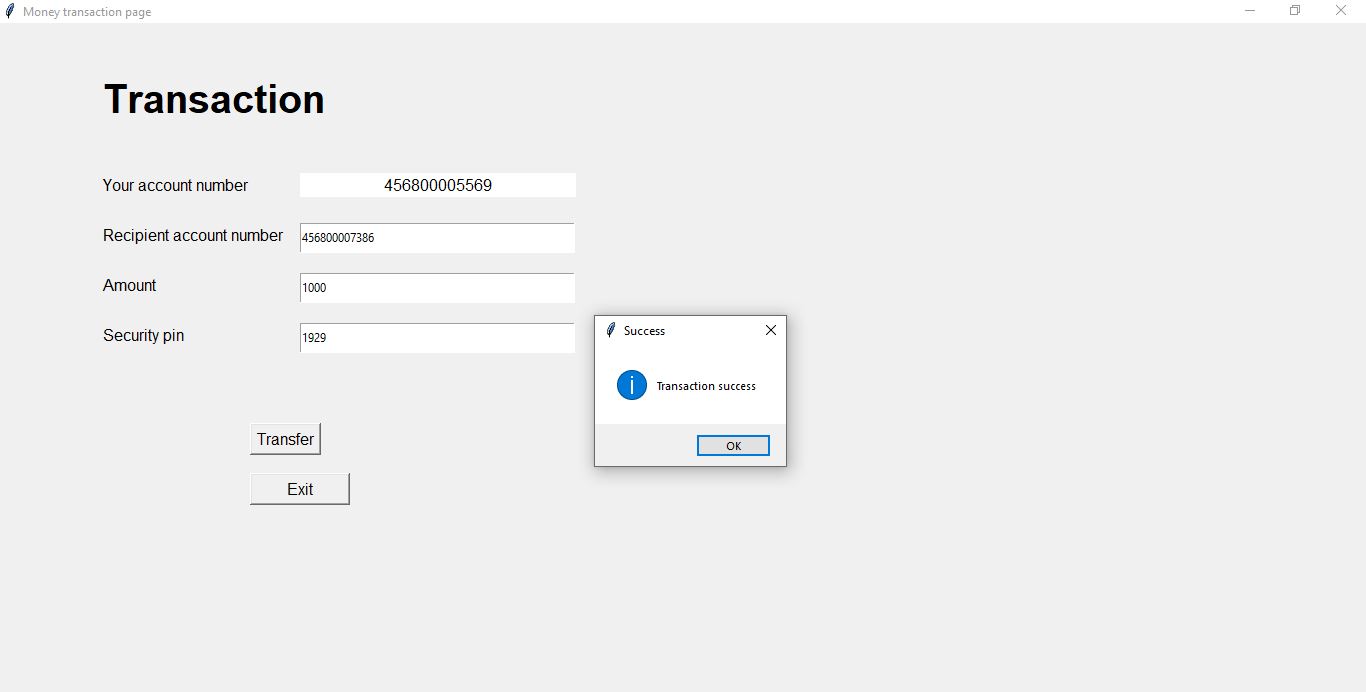 Money transaction page
Transaction
Your account number 456800005569
Recipient account number 456800007386
Amount 1000
Security pin 1929
Success
Transaction success
OK
Transfer
Exit